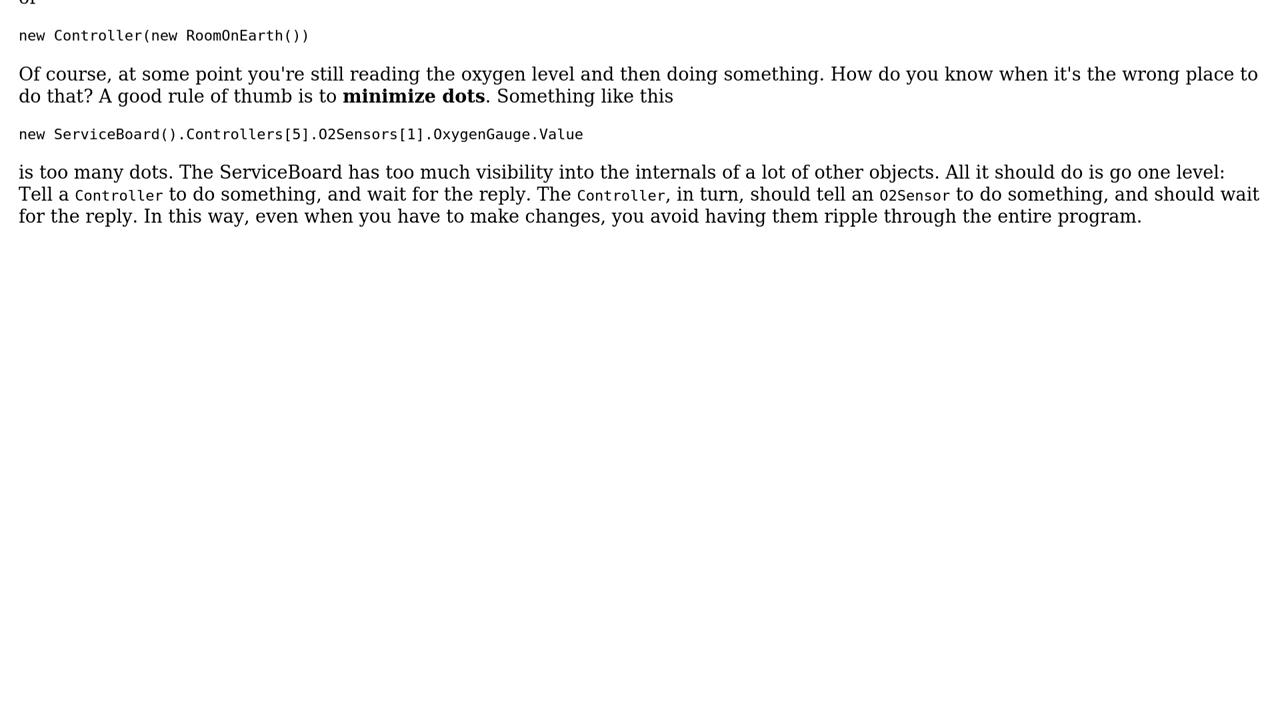 or
new Controller(new RoomOnEarth())
Of course, at some point you're still reading the oxygen level and then doing something. How do you know when it's the wrong place to
do that? A good rule of thumb is to minimize dots. Something like this
new ServiceBoard().Controllers[5].O2Sensors[1].OxygenGauge.Value
is too many dots. The ServiceBoard has too much visibility into the internals of a lot of other objects. All it should do is go one level:
Tell a Controller to do something, and wait for the reply. The Controller, in turn, should tell an O2Sensor to do something, and should wait
for the reply. In this way, even when you have to make changes, you avoid having them ripple through the entire program.